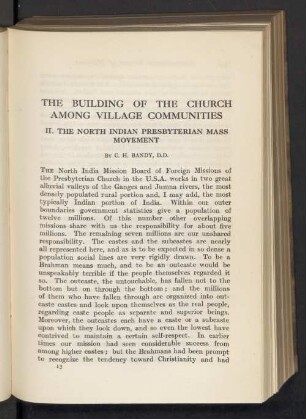 THE BUILDING OF THE CHURCH
AMONG VILLAGE COMMUNITIES
II. THE NORTH INDIAN PRESBYTERIAN MASS
MOVEMENT
By C. H. BANDY, D.D.
THE North India Mission Board of Foreign Missions of
the Presbyterian Church in the U.S.A. works in two great
alluvial valleys of the Ganges and Jumna rivers, the most
densely populated rural portion and, I may add, the most
typically Indian portion of India. Within our outer
boundaries government statistics give a population of
twelve millions. Of this number other overlapping
missions share with us the responsibility for about five
millions. The remaining seven millions are our unshared
responsibility. The castes and the subcastes are nearly
all represented here, and as is to be expected in so dense a
population social lines are very rigidly drawn. To be a
Brahman means much, and to be an outcaste would be
unspeakably terrible if the people themselves regarded it
so. The outcaste, the untouchable, has fallen not to the
bottom but on through the bottom; and the millions
of them who have fallen through are organized into out-
caste castes and look upon themselves as the real people,
regarding caste people as separate and superior beings.
Moreover, the outcastes each have a caste or a subcaste
upon which they look down, and so even the lowest have
contrived to maintain a certain self-respect. In earlier
times our mission had seen considerable success from
among higher castes; but the Brahmans had been prompt
to recognize the tendency toward Christianity and had